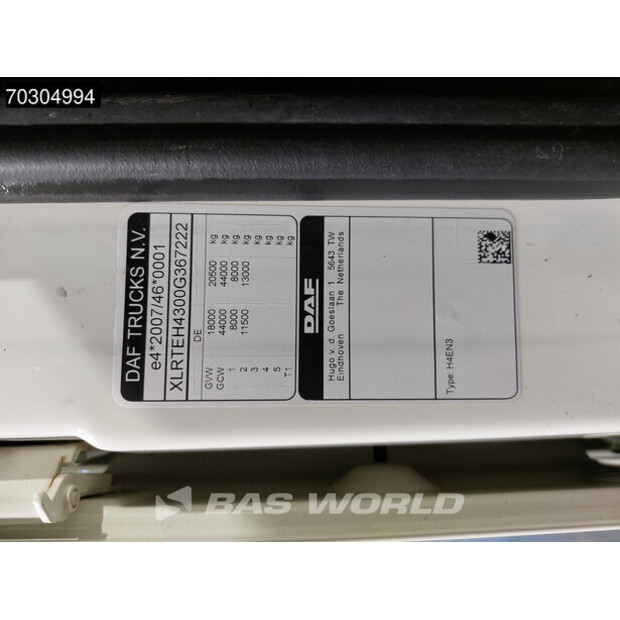 70304994
DAF TRUCKS N.V.
e4*2007/46*0001
XLRTEH4300G367222
DE
GVW 18000 20500 kg
GCW 44000 44000 kg
1 8000 8000 kg
2 11500 13000 kg
3 kg
4 kg
5 kg
T1 kg
DAF
Hugo v. d. Goeslaan 1 5643 TW
Eindhoven The Netherlands
Type: H4EN3
BAS WORLD